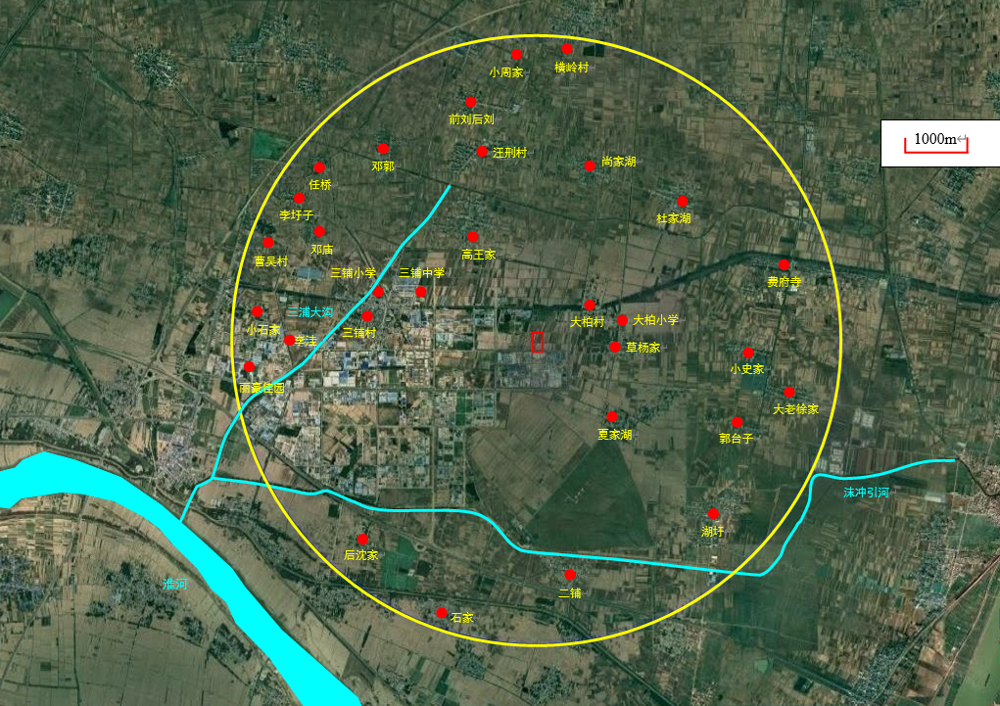 小周家
横岭村
前刘后刘
1000m
汪刑村
尚家湖
邓郭
任桥
李圩子
杜家湖
邓庙
高王家
曹吴村
三铺小学
三铺中学
费府寺
三浦大沟
大柏村
大柏小学
小石家
三铺村
李洼
草杨家
小史家
丽豪佳园
大老徐家
夏家湖
郭台子
沫冲引河
湖圩
后沈家
淮河
二铺
石家